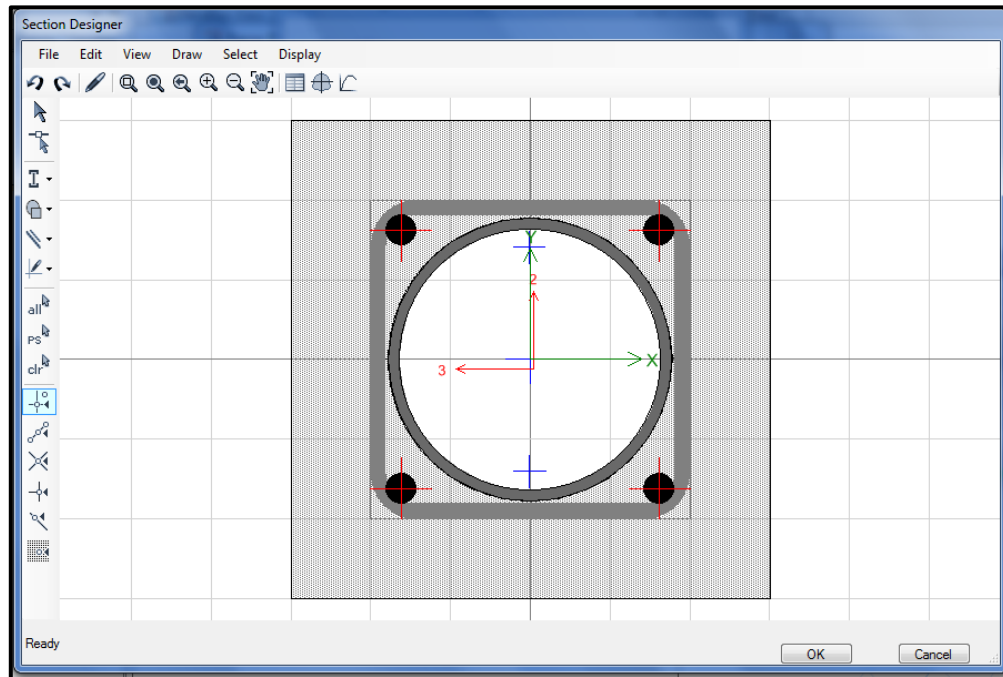 Section Designer
File Edit View Draw Select Display
all
PS
clr
Y
2
X
3
Ready
OK Cancel